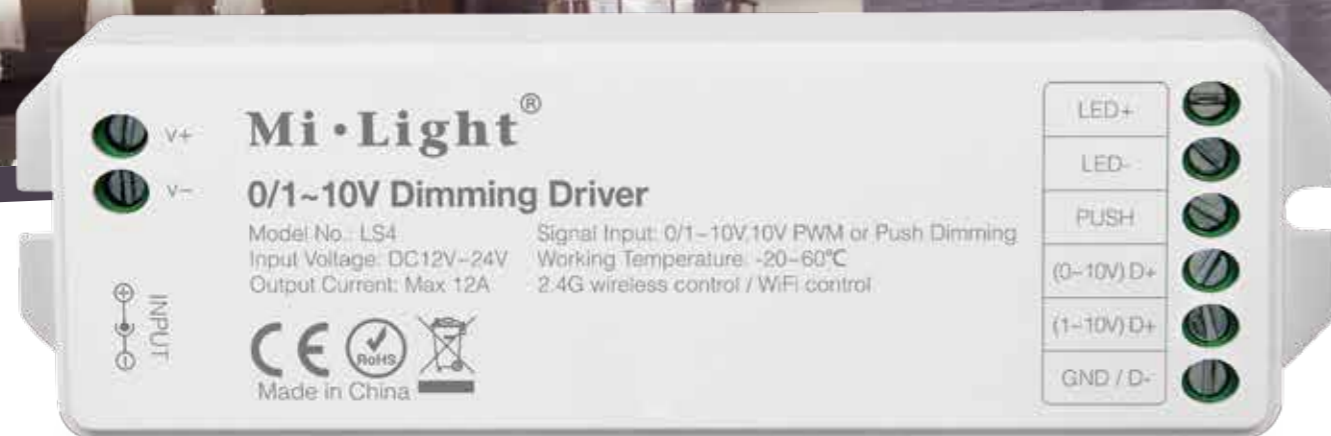 V+
V−
INPUT
Mi·Light®
0/1~10V Dimming Driver
Model No.: LS4
Input Voltage: DC12V~24V
Output Current: Max 12A
Signal Input: 0/1~10V,10V PWM or Push Dimming
Working Temperature: -20~60℃
2.4G wireless control / WiFi control
CE
RoHS
Made in China
LED+
LED-
PUSH
(0~10V) D+
(1~10V) D+
GND / D-